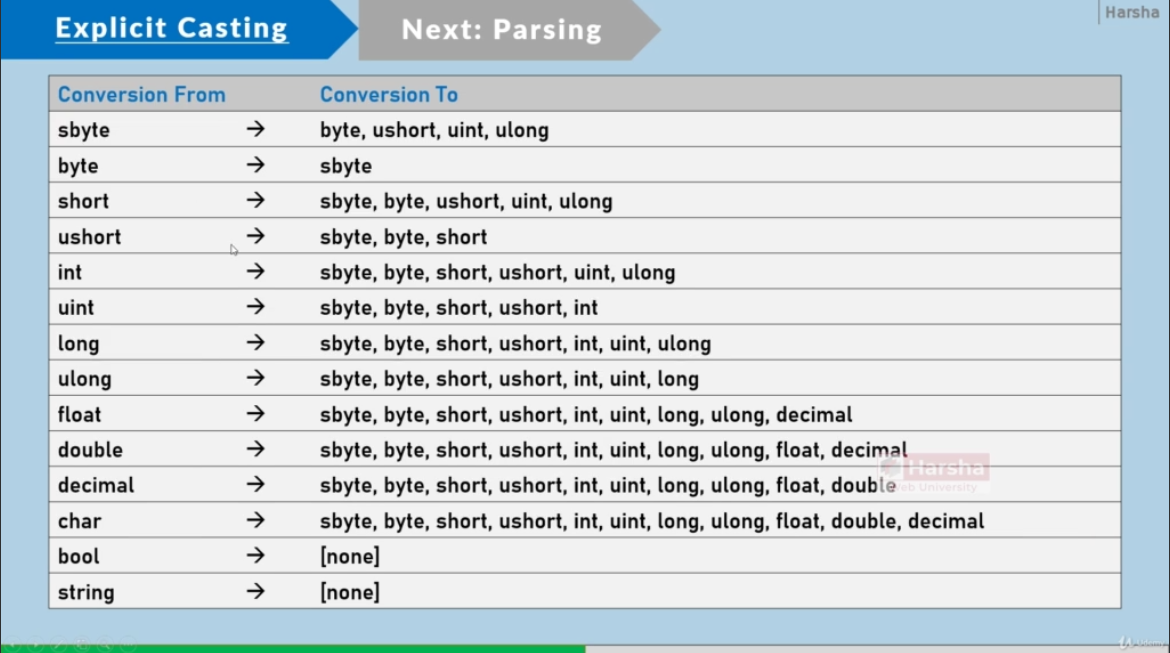 Explicit Casting
Next: Parsing
Harsha
Conversion From Conversion To
sbyte → byte, ushort, uint, ulong
byte → sbyte
short → sbyte, byte, ushort, uint, ulong
ushort → sbyte, byte, short
int → sbyte, byte, short, ushort, uint, ulong
uint → sbyte, byte, short, ushort, int
long → sbyte, byte, short, ushort, int, uint, ulong
ulong → sbyte, byte, short, ushort, int, uint, long
float → sbyte, byte, short, ushort, int, uint, long, ulong, decimal
double → sbyte, byte, short, ushort, int, uint, long, ulong, float, decimal
Harsha
Web University
decimal → sbyte, byte, short, ushort, int, uint, long, ulong, float, double
char → sbyte, byte, short, ushort, int, uint, long, ulong, float, double, decimal
bool → [none]
string → [none]
Udemy